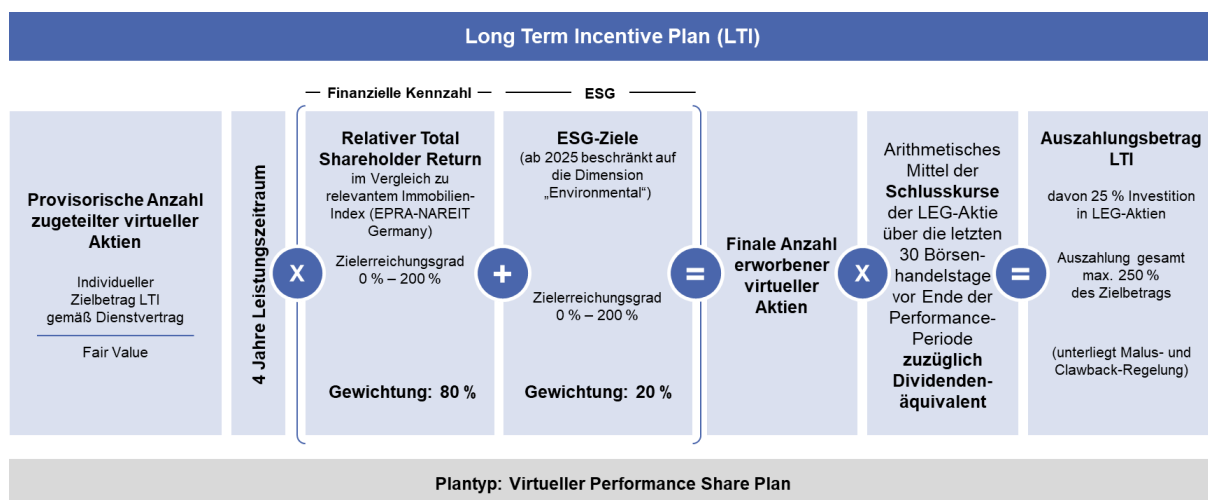 Long Term Incentive Plan (LTI)
Finanzielle Kennzahl
ESG
Provisorische Anzahl
zugeteilter virtueller
Aktien
Individueller
Zielbetrag LTI
gemäß Dienstvertrag
Fair Value
4 Jahre Leistungszeitraum
X
Relativer Total
Shareholder Return
im Vergleich zu
relevantem Immobilien-
Index (EPRA-NAREIT
Germany)
Zielerreichungsgrad
0 % – 200 %
Gewichtung: 80 %
+
ESG-Ziele
(ab 2025 beschränkt auf
die Dimension
„Environmental“)
Zielerreichungsgrad
0 % – 200 %
Gewichtung: 20 %
=
Finale Anzahl
erworbener
virtueller
Aktien
X
Arithmetisches
Mittel der
Schlusskurse
der LEG-Aktie
über die letzten
30 Börsen-
handelstage
vor Ende der
Performance-
Periode
zuzüglich
Dividenden-
äquivalent
=
Auszahlungsbetrag
LTI
davon 25 % Investition
in LEG-Aktien
Auszahlung gesamt
max. 250 %
des Zielbetrags
(unterliegt Malus- und
Clawback-Regelung)
Plantyp: Virtueller Performance Share Plan